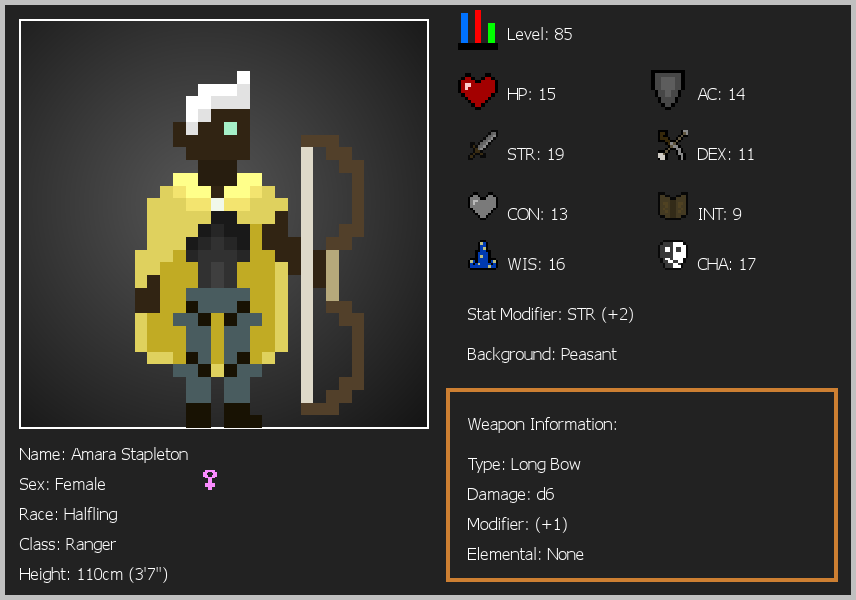 Level: 85
HP: 15
AC: 14
STR: 19
DEX: 11
CON: 13
INT: 9
WIS: 16
CHA: 17
Stat Modifier: STR (+2)
Background: Peasant
Weapon Information:
Type: Long Bow
Damage: d6
Modifier: (+1)
Elemental: None
Name: Amara Stapleton
Sex: Female
Race: Halfling
Class: Ranger
Height: 110cm (3'7")